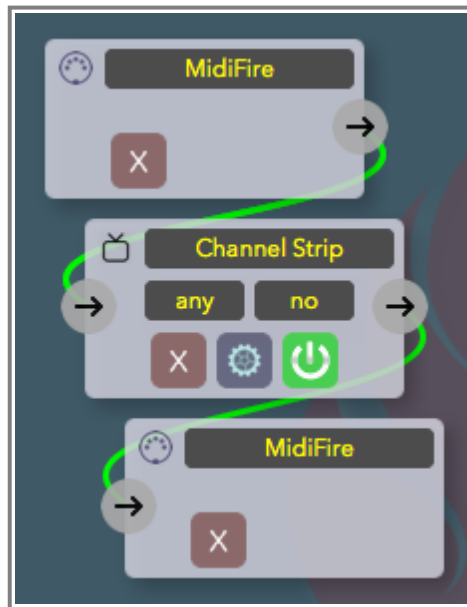 MidiFire
X
Channel Strip
any no
X
MidiFire
X